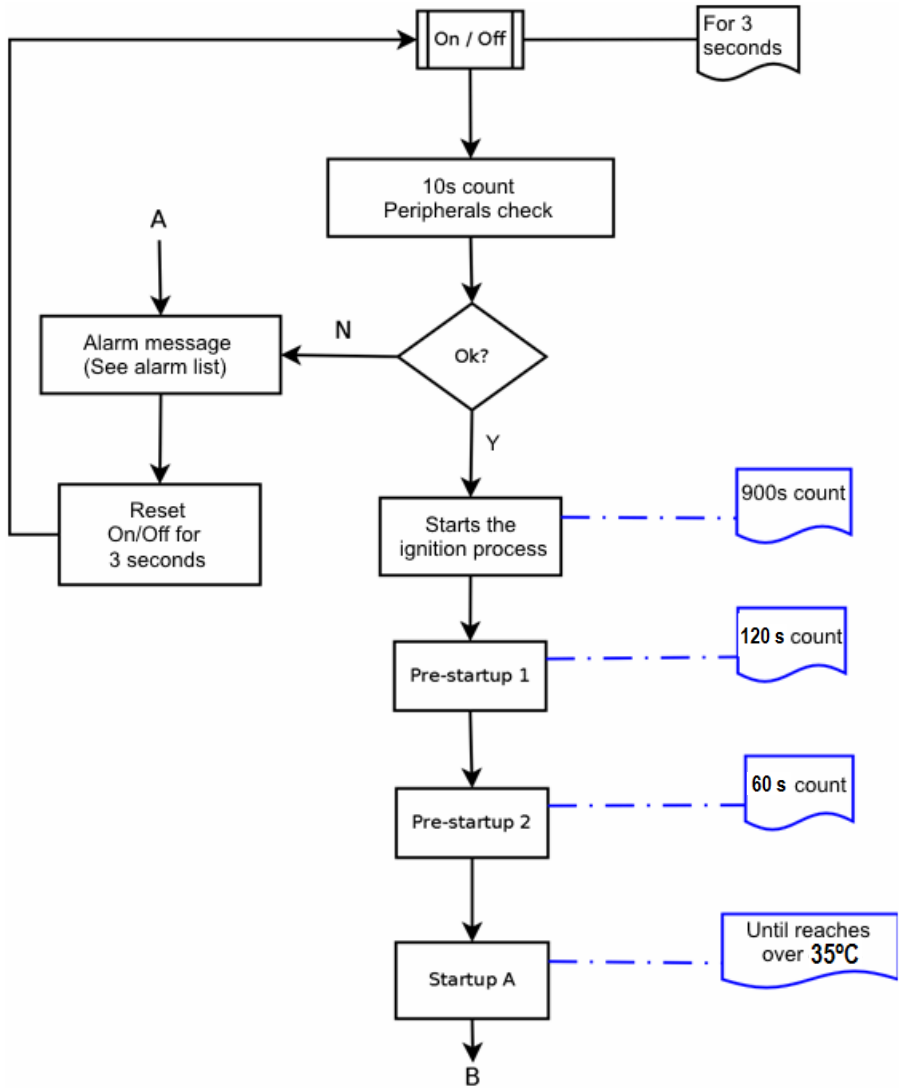 On / Off
For 3
seconds
10s count
Peripherals check
A
Alarm message
(See alarm list)
N
Ok?
Y
Reset
On/Off for
3 seconds
Starts the
ignition process
900s count
Pre-startup 1
120 s count
Pre-startup 2
60 s count
Startup A
Until reaches
over 35ºC
B